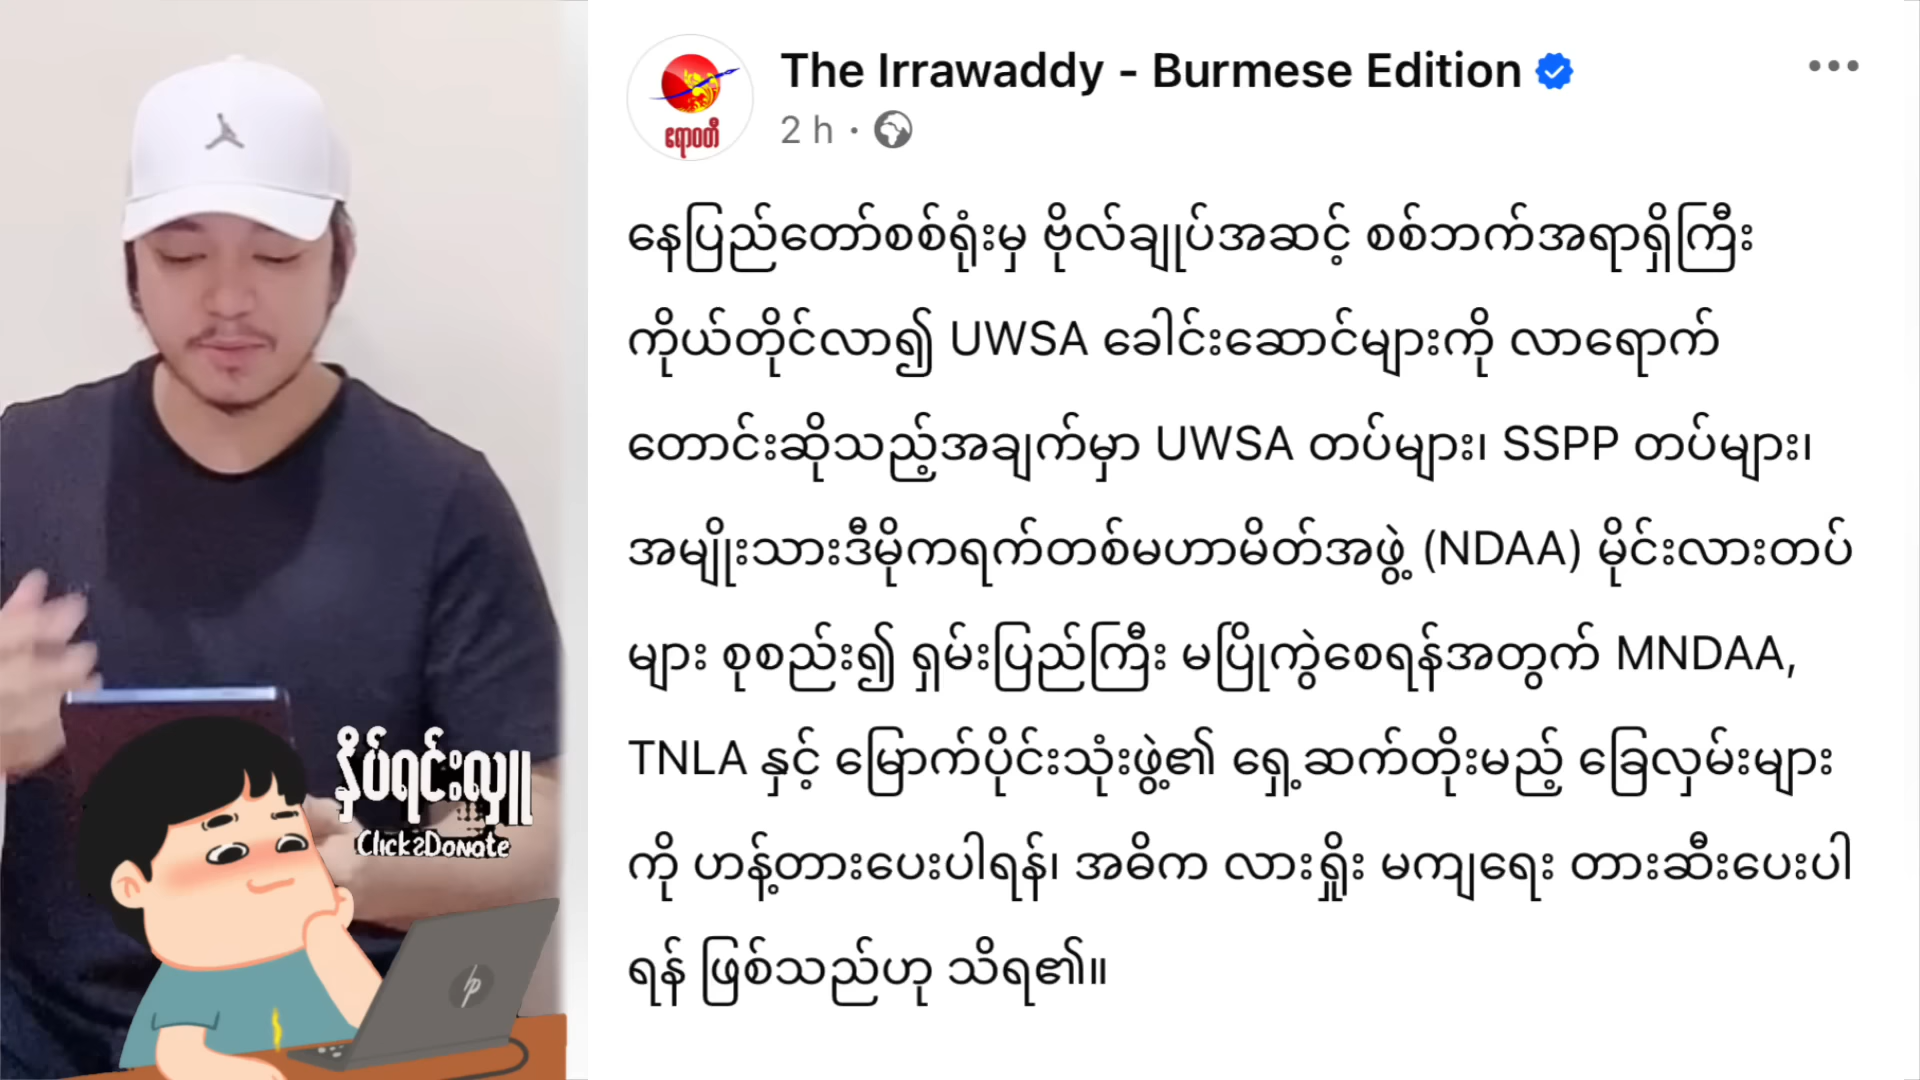 The Irrawaddy - Burmese Edition
2 h ·
ဧရာဝတီ
နေပြည်တော်စစ်ရုံးမှ ဗိုလ်ချုပ်အဆင့် စစ်ဘက်အရာရှိကြီး
ကိုယ်တိုင်လာ၍ UWSA ခေါင်းဆောင်များကို လာရောက်
တောင်းဆိုသည့်အချက်မှာ UWSA တပ်များ၊ SSPP တပ်များ၊
အမျိုးသားဒီမိုကရက်တစ်မဟာမိတ်အဖွဲ့ (NDAA) မိုင်းလားတပ်
များ စုစည်း၍ ရှမ်းပြည်ကြီး မပြိုကွဲစေရန်အတွက် MNDAA,
TNLA နှင့် မြောက်ပိုင်းသုံးဖွဲ့၏ ရှေ့ဆက်တိုးမည့် ခြေလှမ်းများ
ကို ဟန့်တားပေးပါရန်၊ အဓိက လားရှိုး မကျရေး တားဆီးပေးပါ
ရန် ဖြစ်သည်ဟု သိရ၏။
နှိပ်ရင်းလှူ
Click2Donate
hp